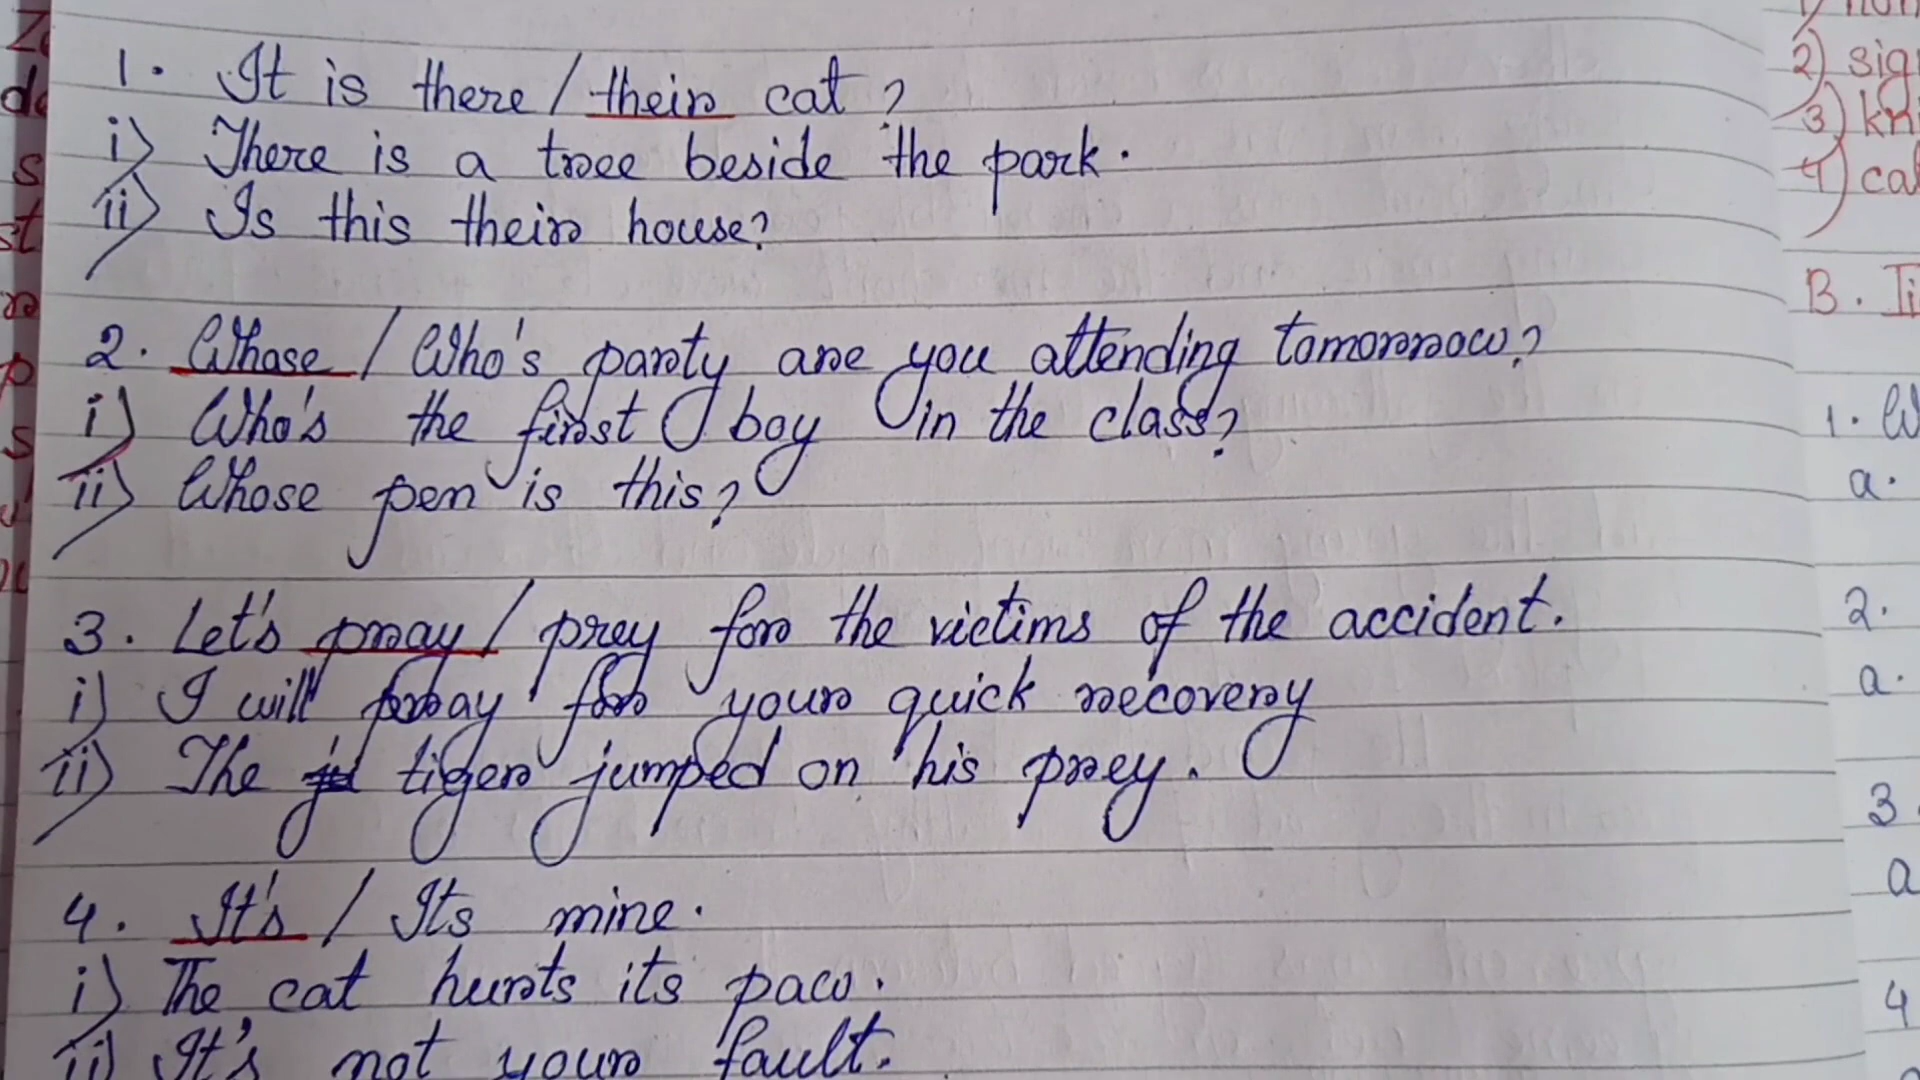 1. It is there / their cat?
i) There is a tree beside the park.
ii) Is this their house?
2. Whose / Who's party are you attending tomorrow?
i) Who's the first boy in the class?
ii) Whose pen is this?
3. Let's pray / prey for the victims of the accident.
i) I will pray for your quick recovery
ii) The tiger jumped on his prey.
4. It's / Its mine.
i) The cat hurts its paw.
ii) It's not your fault.
2)
3)
4)
B.
1.
a.
2.
a.
3
a
4